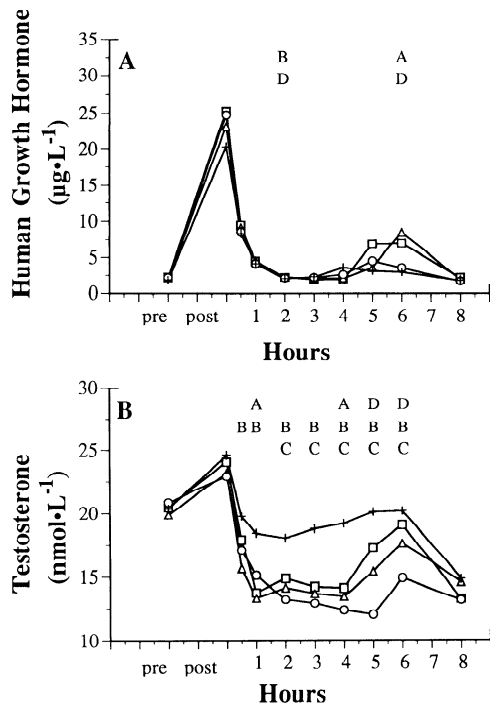 Human Growth Hormone
(µg•L-1)
35
30
25
20
15
10
5
0
A
B A
D D
pre post 1 2 3 4 5 6 7 8
Hours
Testosterone
(nmol•L-1)
30
25
20
15
10
B
A A D D
B B B B B B B
C C C C C
pre post 1 2 3 4 5 6 7 8
Hours